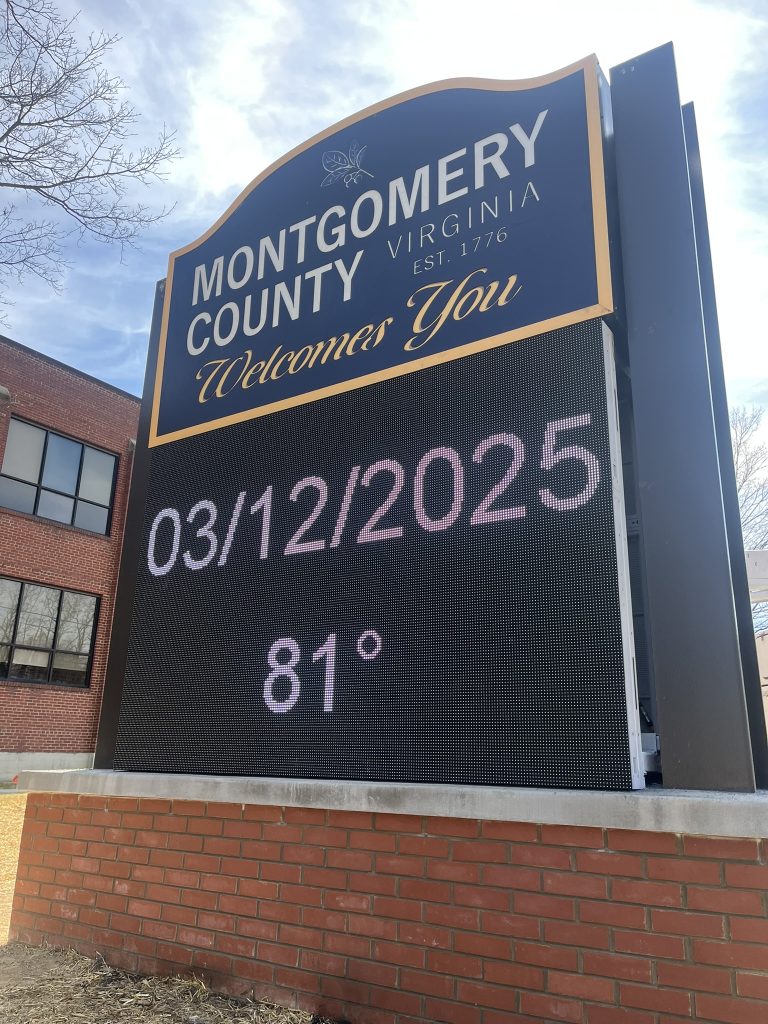 MONTGOMERY
COUNTY
VIRGINIA
EST. 1776
Welcomes You
03/12/2025
81°